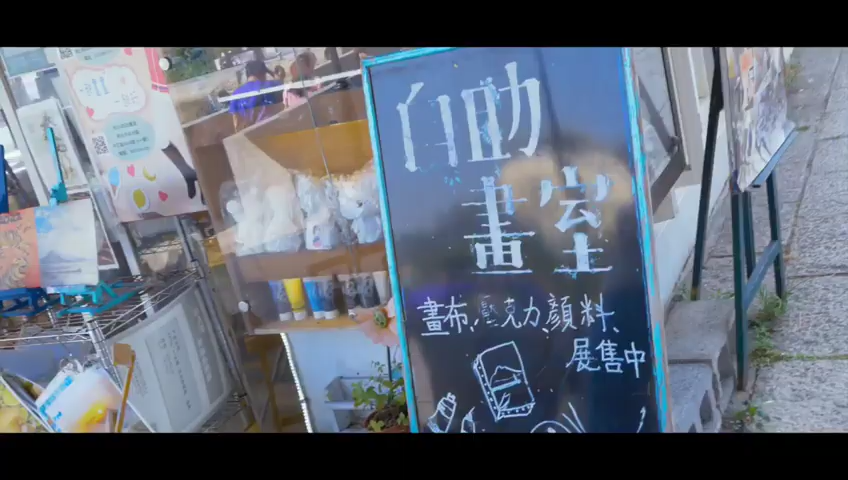 自助
畫室
畫布、壓克力顏料、
展售中